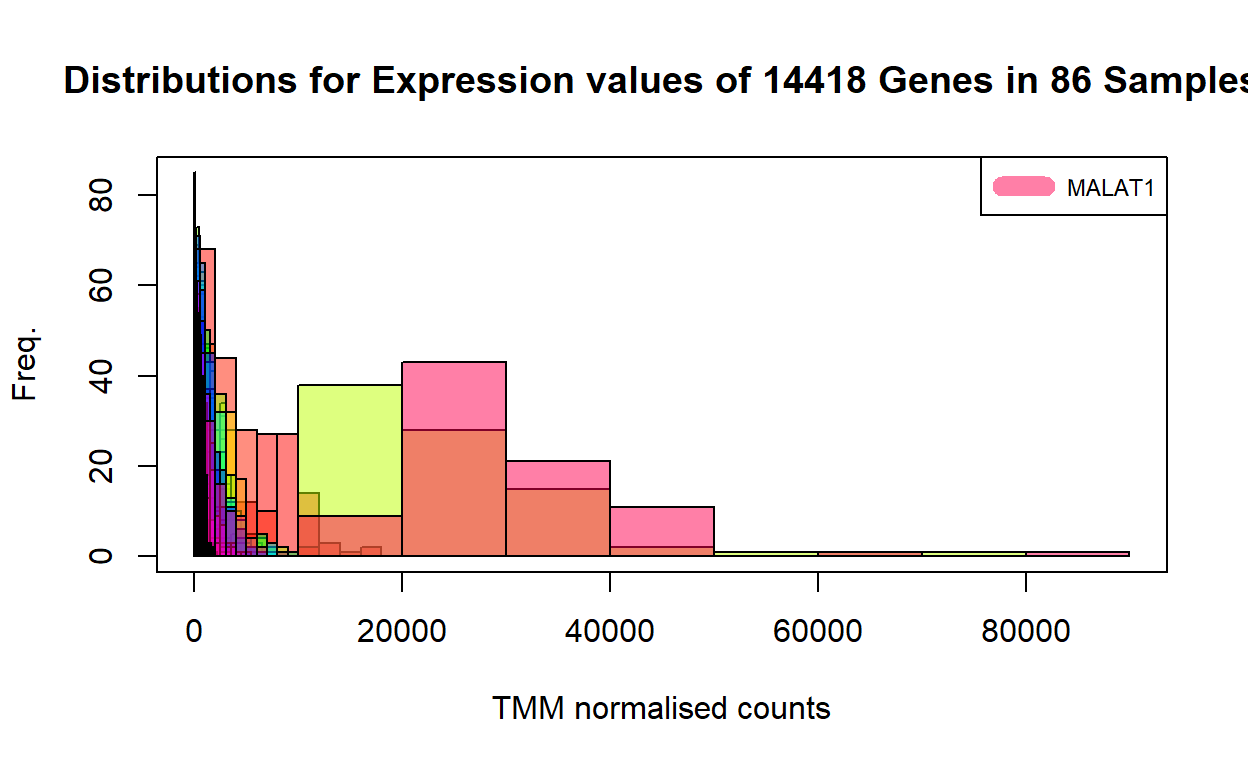 Distributions for Expression values of 14418 Genes in 86 Samples
MALAT1
80
60
40
20
0
Freq.
0 20000 40000 60000 80000
TMM normalised counts